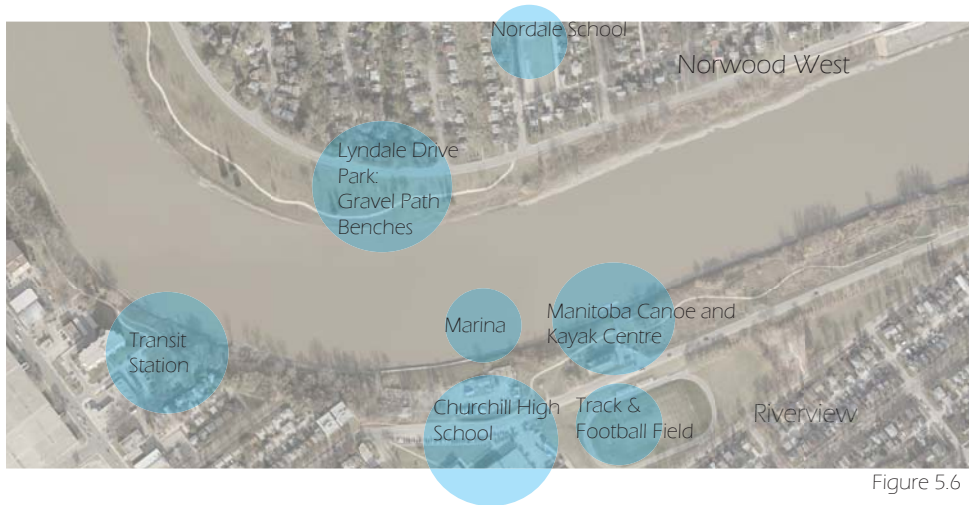 Nordale School
Norwood West
Lyndale Drive
Park:
Gravel Path
Benches
Transit
Station
Marina
Manitoba Canoe and
Kayak Centre
Churchill High
School
Track &
Football Field
Riverview
Figure 5.6